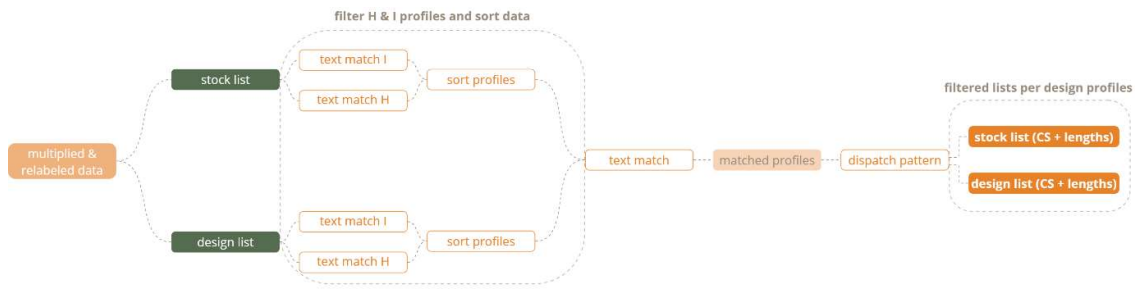 filter H & I profiles and sort data
text match I
stock list
sort profiles
text match H
filtered lists per design profiles
stock list (CS + lengths)
multiplied &
relabeled data
text match
matched profiles
dispatch pattern
design list (CS + lengths)
text match I
design list
sort profiles
text match H